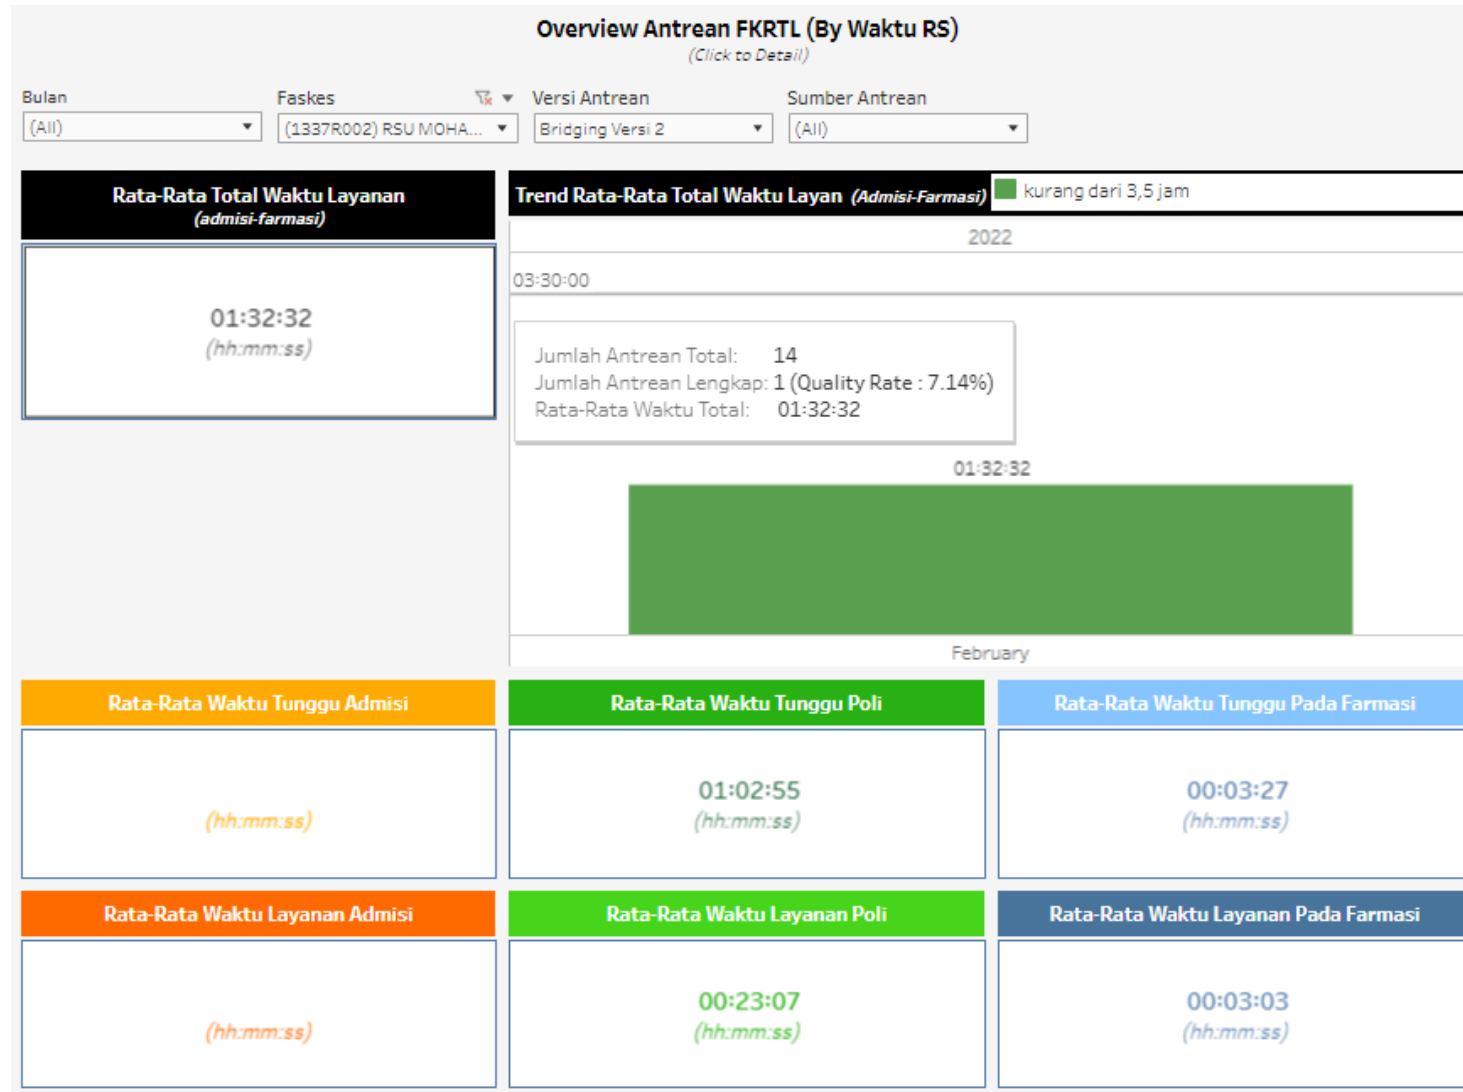 Overview Antrean FKRTL (By Waktu RS)
(Click to Detail)
Bulan
Faskes
Versi Antrean
Sumber Antrean
(All)
(1337R002) RSU MOHA...
Bridging Versi 2
(All)
Rata-Rata Total Waktu Layanan
(admisi-farmasi)
01:32:32
(hh:mm:ss)
Trend Rata-Rata Total Waktu Layan (Admisi-Farmasi)
kurang dari 3,5 jam
2022
03:30:00
Jumlah Antrean Total: 14
Jumlah Antrean Lengkap: 1 (Quality Rate : 7.14%)
Rata-Rata Waktu Total: 01:32:32
01:32:32
February
Rata-Rata Waktu Tunggu Admisi
(hh:mm:ss)
Rata-Rata Waktu Tunggu Poli
01:02:55
(hh:mm:ss)
Rata-Rata Waktu Tunggu Pada Farmasi
00:03:27
(hh:mm:ss)
Rata-Rata Waktu Layanan Admisi
(hh:mm:ss)
Rata-Rata Waktu Layanan Poli
00:23:07
(hh:mm:ss)
Rata-Rata Waktu Layanan Pada Farmasi
00:03:03
(hh:mm:ss)